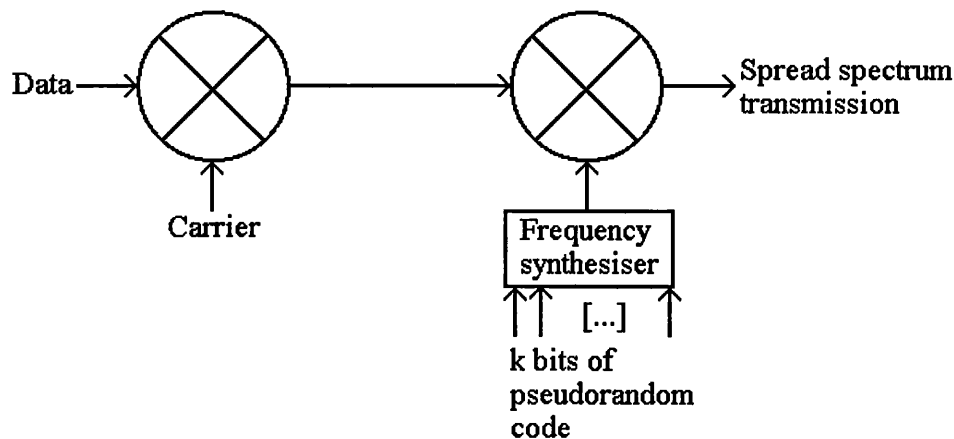 Data
Spread spectrum
transmission
Carrier
Frequency
synthesiser
[...]
k bits of
pseudorandom
code